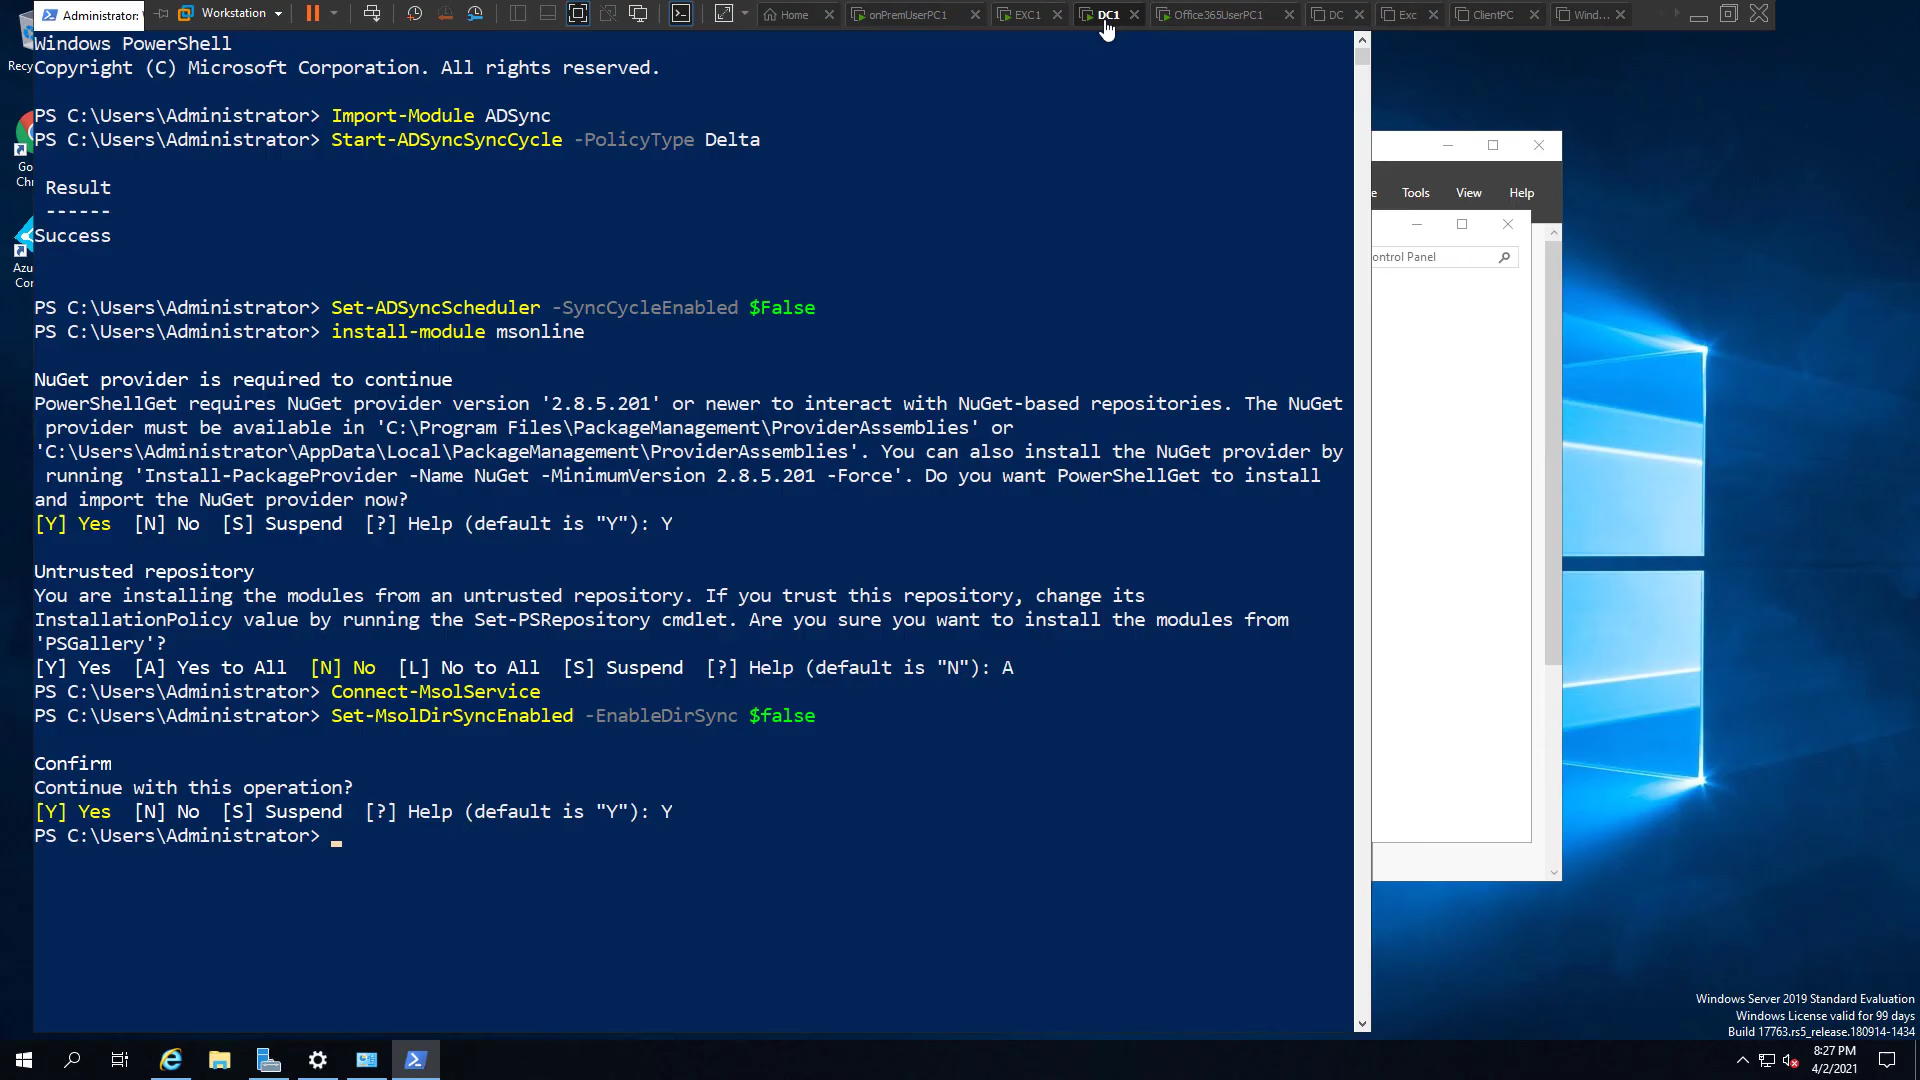 Administrator:
Workstation
Home
onPremUserPC1
EXC1
DC1
Office365UserPC1
DC
Exc
ClientPC
Wind...
Windows PowerShell
Copyright (C) Microsoft Corporation. All rights reserved.
PS C:\Users\Administrator> Import-Module ADSync
PS C:\Users\Administrator> Start-ADSyncSyncCycle -PolicyType Delta
Result
------
Success
PS C:\Users\Administrator> Set-ADSyncScheduler -SyncCycleEnabled $False
PS C:\Users\Administrator> install-module msonline
NuGet provider is required to continue
PowerShellGet requires NuGet provider version '2.8.5.201' or newer to interact with NuGet-based repositories. The NuGet
provider must be available in 'C:\Program Files\PackageManagement\ProviderAssemblies' or
'C:\Users\Administrator\AppData\Local\PackageManagement\ProviderAssemblies'. You can also install the NuGet provider by
running 'Install-PackageProvider -Name NuGet -MinimumVersion 2.8.5.201 -Force'. Do you want PowerShellGet to install
and import the NuGet provider now?
[Y] Yes  [N] No  [S] Suspend  [?] Help (default is "Y"): Y
Untrusted repository
You are installing the modules from an untrusted repository. If you trust this repository, change its
InstallationPolicy value by running the Set-PSRepository cmdlet. Are you sure you want to install the modules from
'PSGallery'?
[Y] Yes  [A] Yes to All  [N] No  [L] No to All  [S] Suspend  [?] Help (default is "N"): A
PS C:\Users\Administrator> Connect-MsolService
PS C:\Users\Administrator> Set-MsolDirSyncEnabled -EnableDirSync $false
Confirm
Continue with this operation?
[Y] Yes  [N] No  [S] Suspend  [?] Help (default is "Y"): Y
PS C:\Users\Administrator>
Recy
Go
Chr
Azu
Con
e
Tools
View
Help
ontrol Panel
Windows Server 2019 Standard Evaluation
Windows License valid for 99 days
Build 17763.rs5_release.180914-1434
8:27 PM
4/2/2021